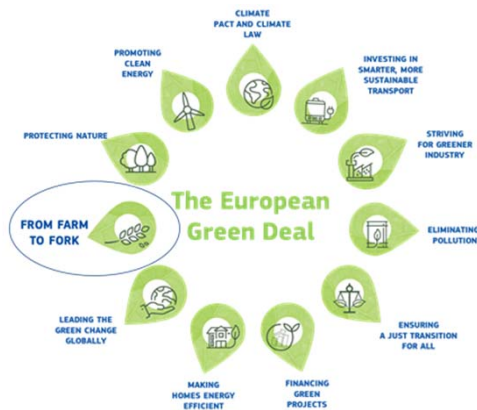 CLIMATE
PACT AND CLIMATE
LAW
INVESTING IN
SMARTER, MORE
SUSTAINABLE
TRANSPORT
STRIVING
FOR GREENER
INDUSTRY
ELIMINATING
POLLUTION
ENSURING
A JUST TRANSITION
FOR ALL
FINANCING
GREEN
PROJECTS
MAKING
HOMES ENERGY
EFFICIENT
LEADING THE
GREEN CHANGE
GLOBALLY
FROM FARM
TO FORK
PROTECTING NATURE
PROMOTING
CLEAN
ENERGY
The European
Green Deal